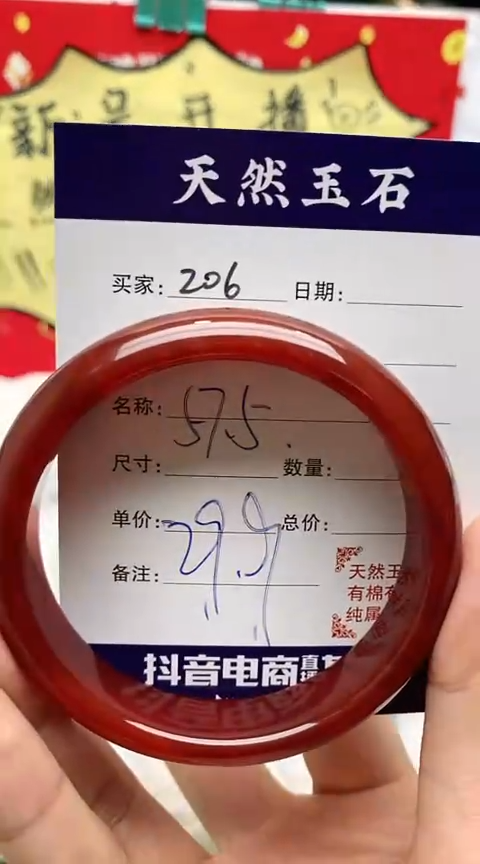 新号开播
天然玉石
买家: 206 日期:
名称: 57.5
尺寸: 数量:
单价: 29.9 总价:
备注:
天然玉
有棉
纯属
抖音电商直播